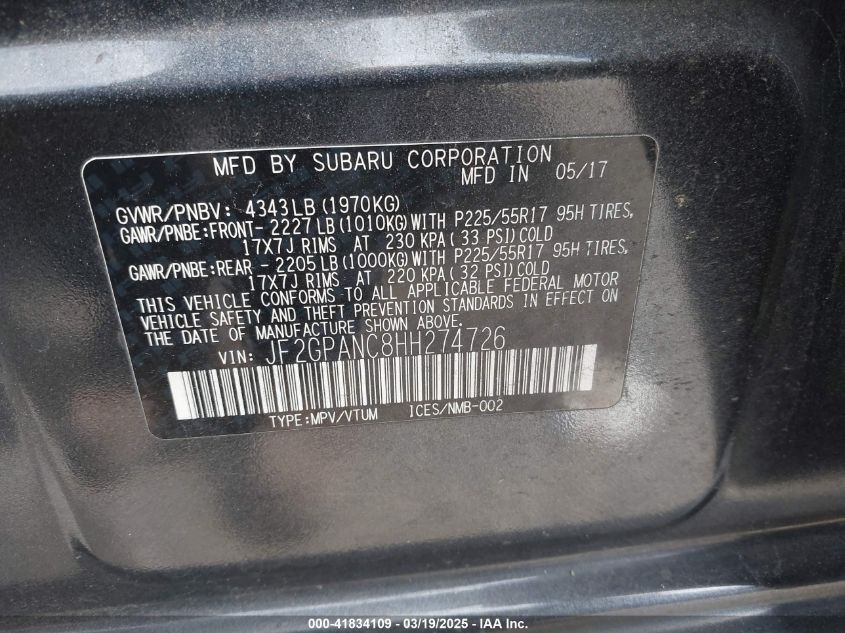 MFD BY SUBARU CORPORATION
MFD IN 05/17
GVWR/PNBV: 4343LB(1970KG)
GAWR/PNBE:FRONT- 2227LB(1010KG)WITH P225/55R17 95H TIRES,
17X7J RIMS AT 230 KPA( 33 PSI)COLD
GAWR/PNBE:REAR - 2205LB(1000KG)WITH P225/55R17 95H TIRES,
17X7J RIMS AT 220 KPA( 32 PSI)COLD
THIS VEHICLE CONFORMS TO ALL APPLICABLE FEDERAL MOTOR
VEHICLE SAFETY AND THEFT PREVENTION STANDARDS IN EFFECT ON
THE DATE OF MANUFACTURE SHOWN ABOVE.
VIN: JF2GPANC8HH274726
TYPE:MPV/VTUM ICES/NMB-002
000-41834109 - 03/19/2025 - IAA Inc.